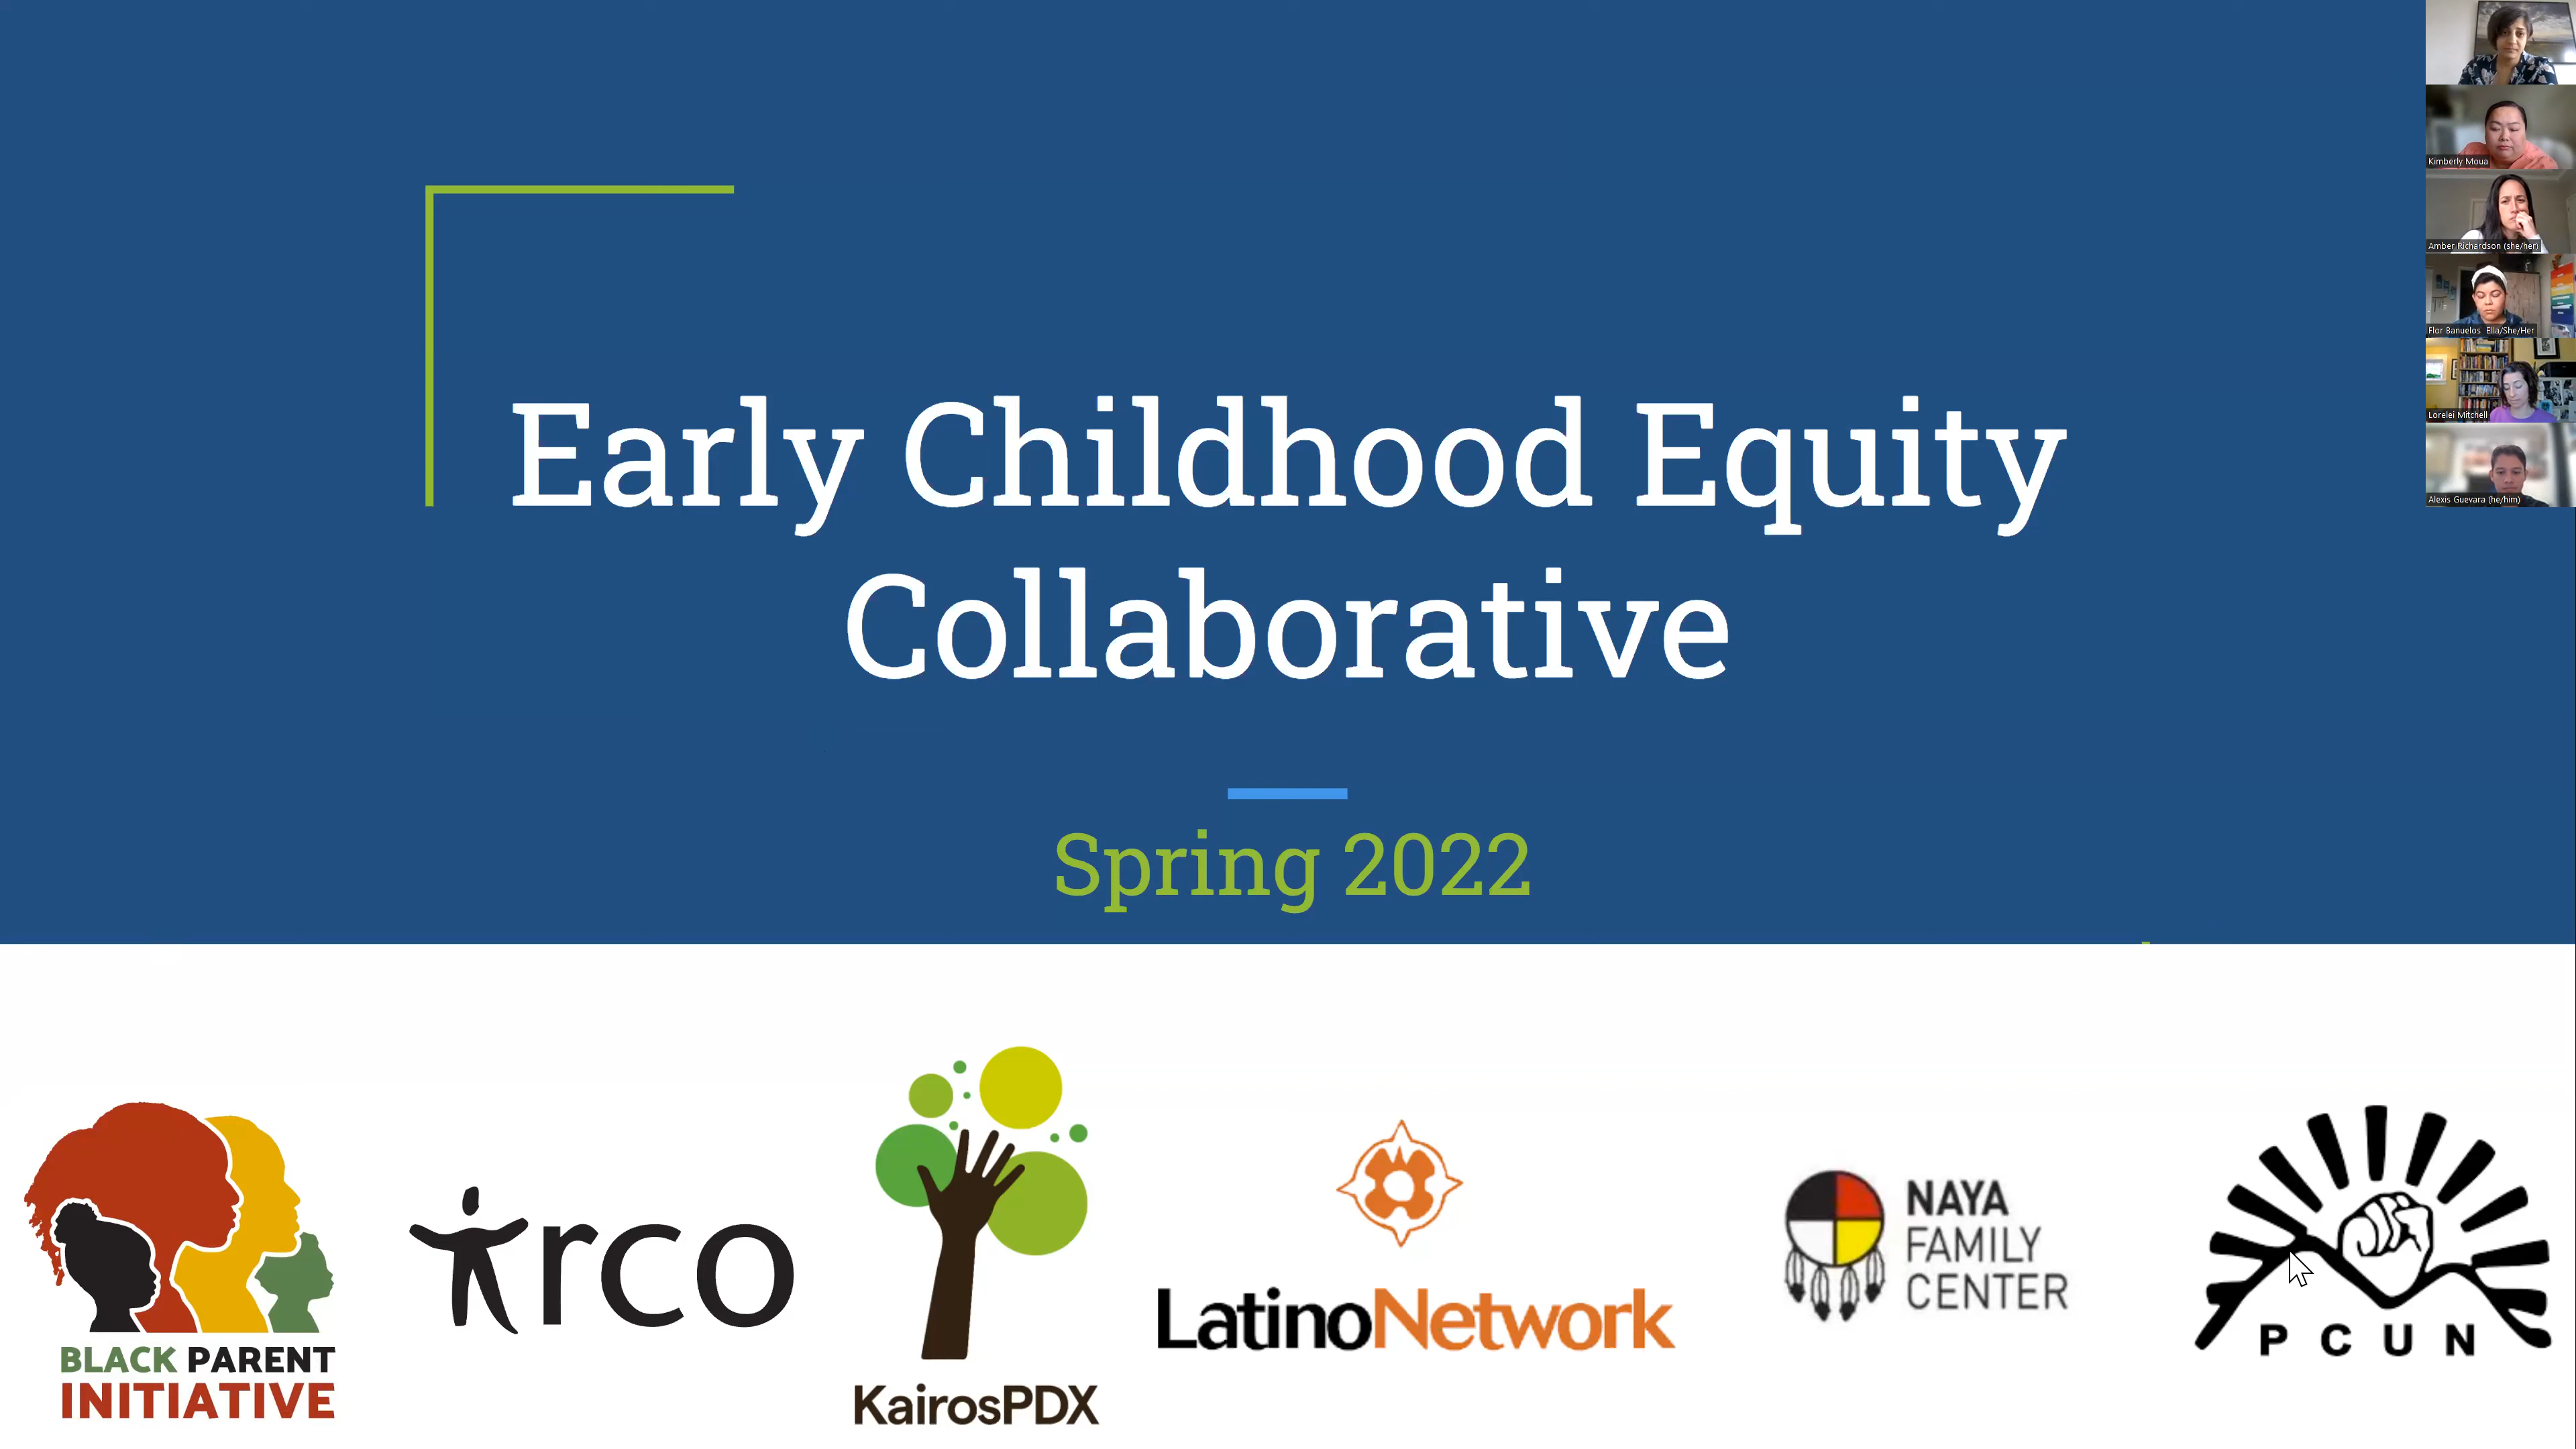 Early Childhood Equity
Collaborative
Spring 2022
BLACK PARENT
INITIATIVE
irco
KairosPDX
LatinoNetwork
NAYA
FAMILY
CENTER
PCUN
Kimberly Moua
Amber Richardson (she/her)
Flor Banuelos Ella/She/Her
Lorelei Mitchell
Alexis Guevara (he/him)